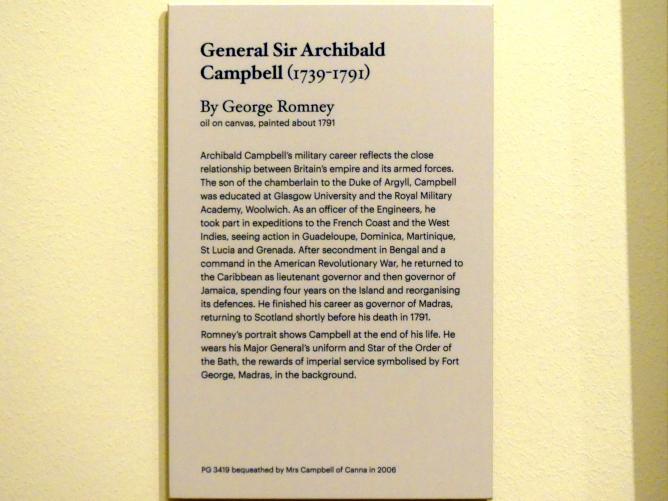 General Sir Archibald
Campbell (1739-1791)
By George Romney
oil on canvas, painted about 1791
Archibald Campbell's military career reflects the close
relationship between Britain's empire and its armed forces.
The son of the chamberlain to the Duke of Argyll, Campbell
was educated at Glasgow University and the Royal Military
Academy, Woolwich. As an officer of the Engineers, he
took part in expeditions to the French Coast and the West
Indies, seeing action in Guadeloupe, Dominica, Martinique,
St Lucia and Grenada. After secondment in Bengal and a
command in the American Revolutionary War, he returned to
the Caribbean as lieutenant governor and then governor of
Jamaica, spending four years on the Island and reorganising
its defences. He finished his career as governor of Madras,
returning to Scotland shortly before his death in 1791.
Romney's portrait shows Campbell at the end of his life. He
wears his Major General's uniform and Star of the Order of
the Bath, the rewards of imperial service symbolised by Fort
George, Madras, in the background.
PG 3419 bequeathed by Mrs Campbell of Canna in 2006